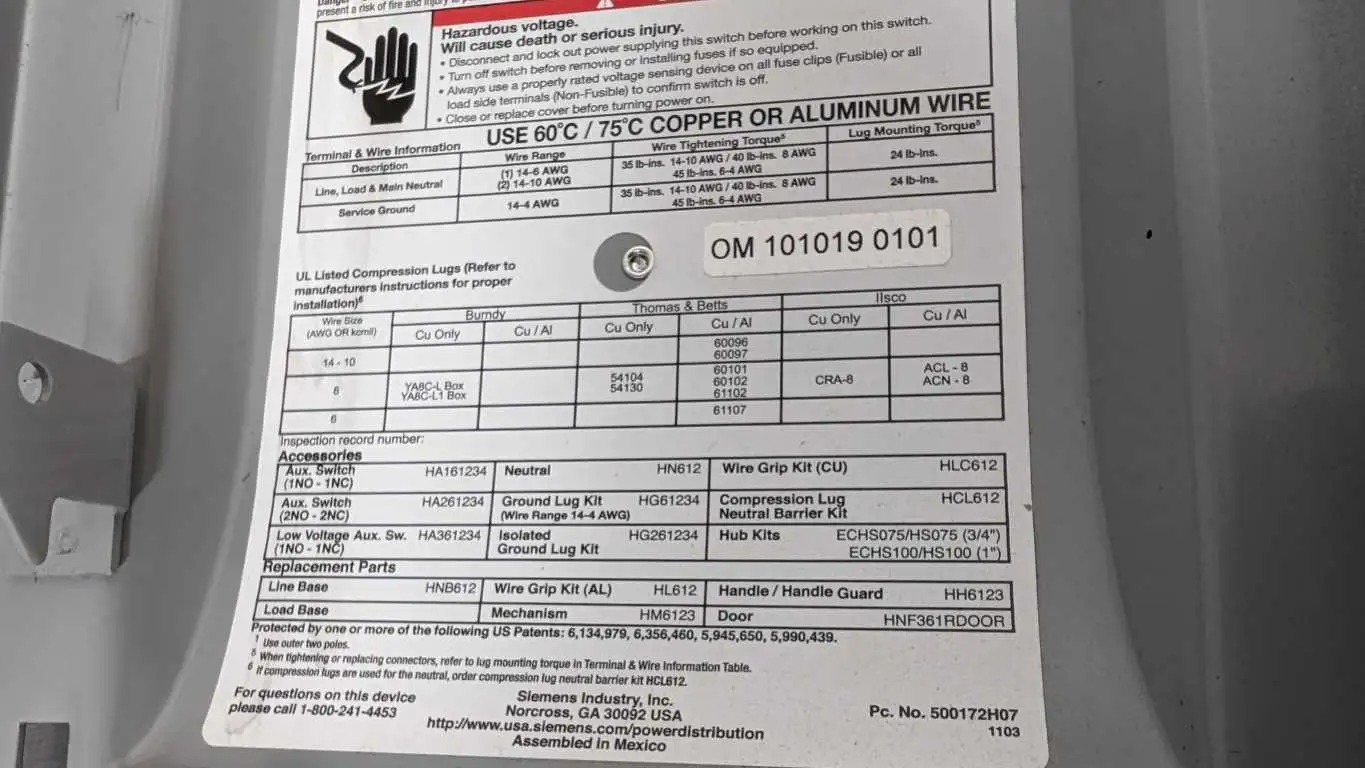 present a risk of fire and
Hazardous voltage.
Will cause death or serious injury.
• Disconnect and lock out power supplying this switch before working on this switch.
• Turn off switch before removing or installing fuses if so equipped.
• Always use a properly rated voltage sensing device on all fuse clips (Fusible) or all
load side terminals (Non-Fusible) to confirm switch is off.
• Close or replace cover before turning power on.
USE 60°C / 75°C COPPER OR ALUMINUM WIRE
Terminal & Wire Information
Description Wire Range Wire Tightening Torque⁵ Lug Mounting Torque⁵
Line, Load & Main Neutral (1) 14-6 AWG 35 lb-ins. 14-10 AWG / 40 lb-ins. 8 AWG 24 lb-ins.
(2) 14-10 AWG 45 lb-ins. 6-4 AWG
Service Ground 14-4 AWG 35 lb-ins. 14-10 AWG / 40 lb-ins. 8 AWG 24 lb-ins.
45 lb-ins. 6-4 AWG
OM 101019 0101
UL Listed Compression Lugs (Refer to
manufacturers instructions for proper
installation)⁶
Wire Size Burndy Thomas & Betts Ilsco
(AWG OR kcmil) Cu Only Cu / Al Cu Only Cu / Al Cu Only Cu / Al
14 - 10 60096
60097
6 YA8C-L Box 54104 60101 CRA-8 ACL - 8
YA8C-L1 Box 54130 60102 ACN - 8
61102
6 61107
Inspection record number:
Accessories
Aux. Switch HA161234 Neutral HN612 Wire Grip Kit (CU) HLC612
(1NO - 1NC)
Aux. Switch HA261234 Ground Lug Kit HG61234 Compression Lug HCL612
(2NO - 2NC) (Wire Range 14-4 AWG) Neutral Barrier Kit
Low Voltage Aux. Sw. HA361234 Isolated HG261234 Hub Kits ECHS075/HS075 (3/4")
(1NO - 1NC) Ground Lug Kit ECHS100/HS100 (1")
Replacement Parts
Line Base HNB612 Wire Grip Kit (AL) HL612 Handle / Handle Guard HH6123
Load Base Mechanism HM6123 Door HNF361RDOOR
Protected by one or more of the following US Patents: 6,134,979, 6,356,460, 5,945,650, 5,990,439.
¹ Use outer two poles.
⁵ When tightening or replacing connectors, refer to lug mounting torque in Terminal & Wire Information Table.
⁶ If compression lugs are used for the neutral, order compression lug neutral barrier kit HCL612.
For questions on this device
please call 1-800-241-4453
Siemens Industry, Inc.
Norcross, GA 30092 USA
http://www.usa.siemens.com/powerdistribution
Assembled in Mexico
Pc. No. 500172H07
1103